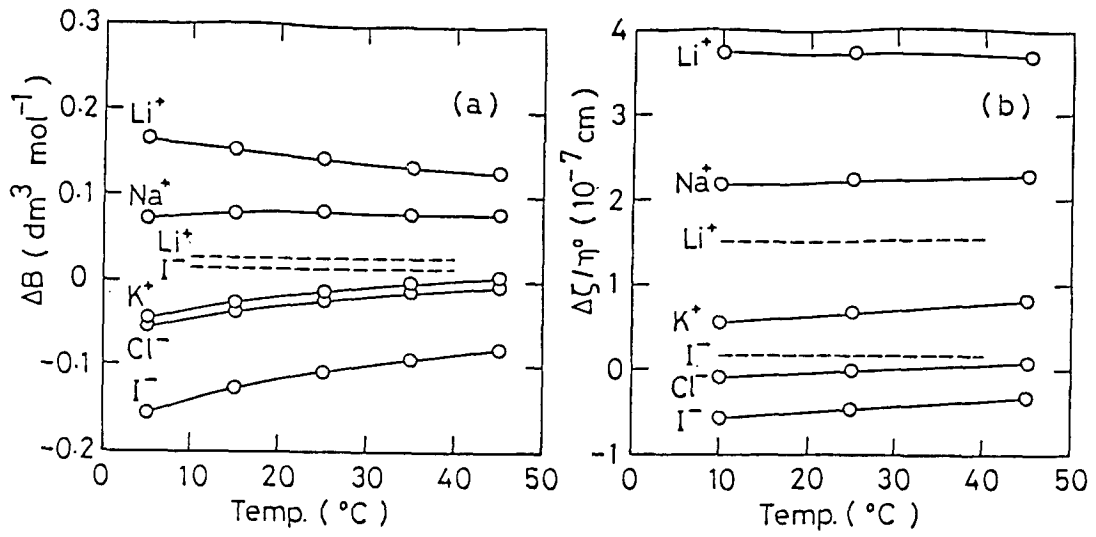 0.3
0.2
0.1
0
-0.1
-0.2
ΔB (dm³ mol⁻¹)
(a)
Li⁺
Na⁺
Li⁺
I⁻
K⁺
Cl⁻
I⁻
0 10 20 30 40 50
Temp. (°C)
4
3
2
1
0
-1
Δζ/η° (10⁻⁷ cm)
(b)
Li⁺
Na⁺
Li⁺
K⁺
I⁻
Cl⁻
I⁻
0 10 20 30 40 50
Temp. (°C)